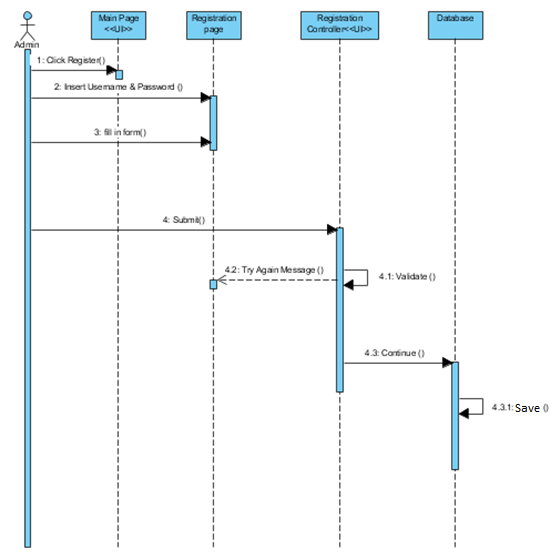 Main Page
<<UI>>
Registration
page
Registration
Controller<<UI>>
Database
Admin
1: Click Register()
2: Insert Username & Password ()
3: fill in form()
4: Submit()
4.2: Try Again Message ()
4.1: Validate ()
4.3: Continue ()
4.3.1: Save ()